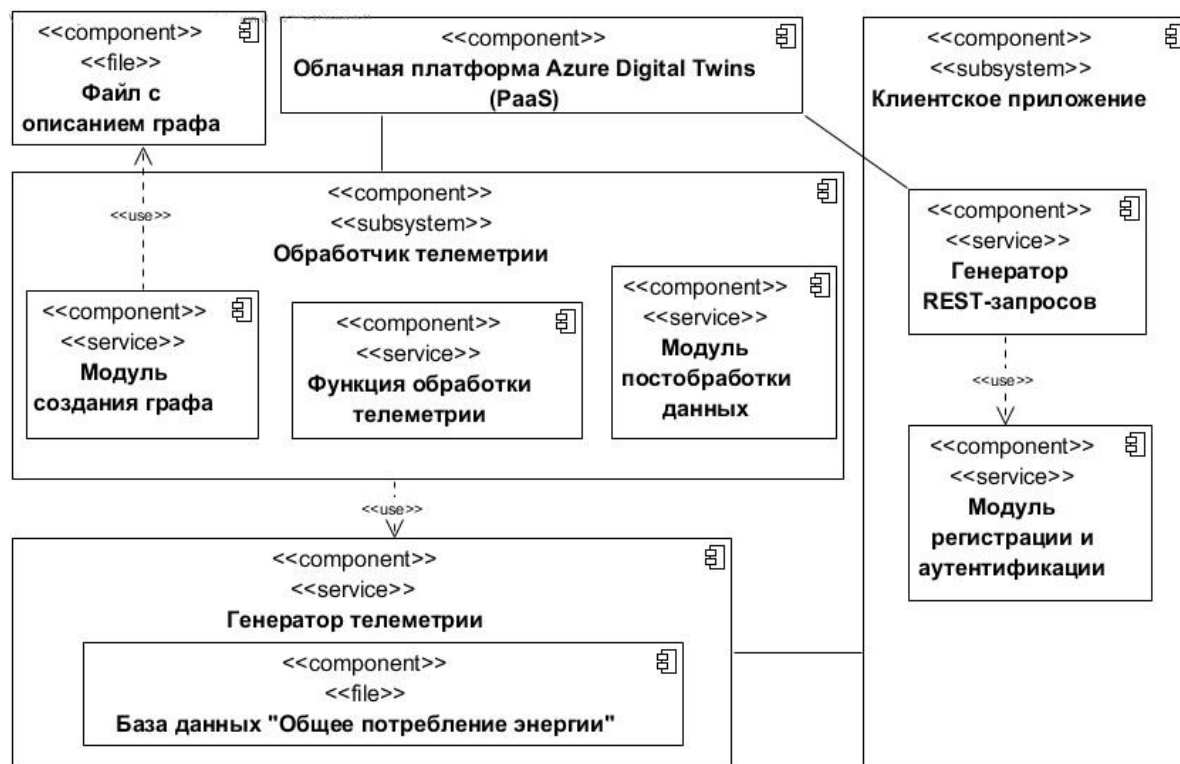 <<component>>
<<file>>
Файл с
описанием графа
<<component>>
Облачная платформа Azure Digital Twins
(PaaS)
<<component>>
<<subsystem>>
Клиентское приложение
<<use>>
<<component>>
<<subsystem>>
Обработчик телеметрии
<<component>>
<<service>>
Модуль
создания графа
<<component>>
<<service>>
Функция обработки
телеметрии
<<component>>
<<service>>
Модуль
постобработки
данных
<<component>>
<<service>>
Генератор
REST-запросов
<<use>>
<<component>>
<<service>>
Модуль
регистрации и
аутентификации
<<use>>
<<component>>
<<service>>
Генератор телеметрии
<<component>>
<<file>>
База данных "Общее потребление энергии"